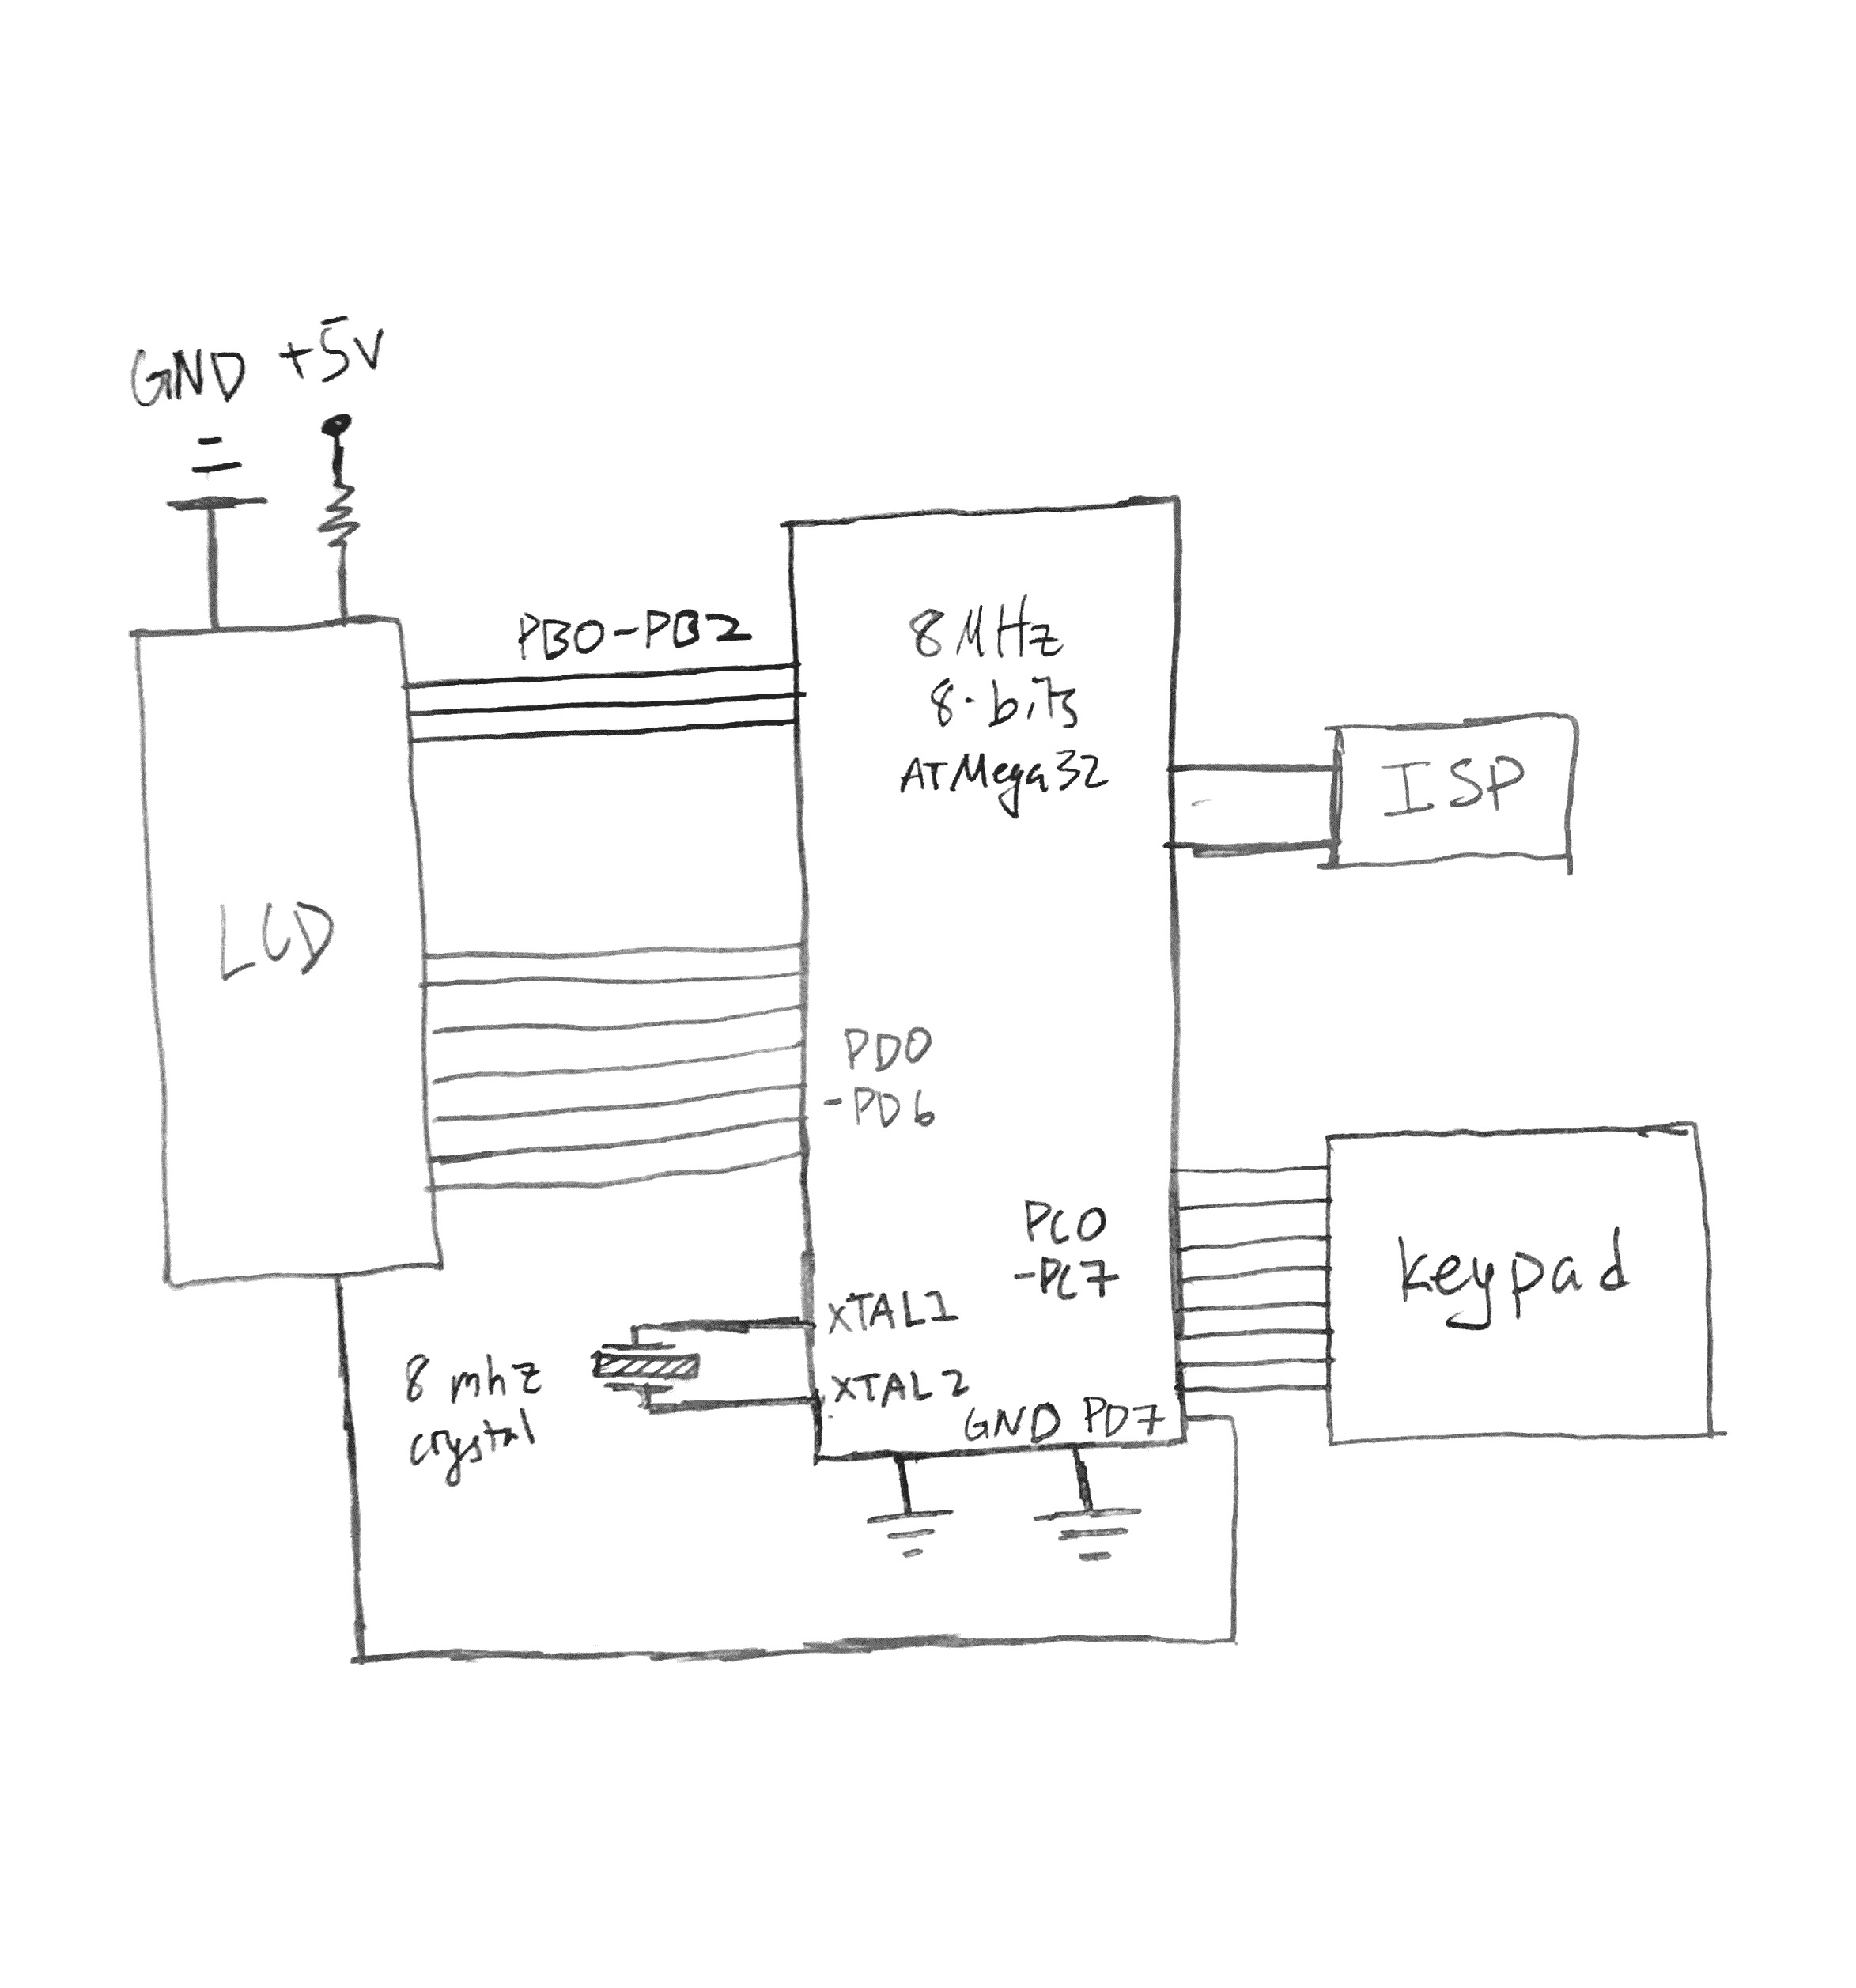 GND +5V
PB0-PB2
8 MHz
8-bits
ATMega32
ISP
LCD
PD0
-PD6
PC0
-PC7
keypad
XTAL1
8 mhz
crystal
XTAL2
GND PD7